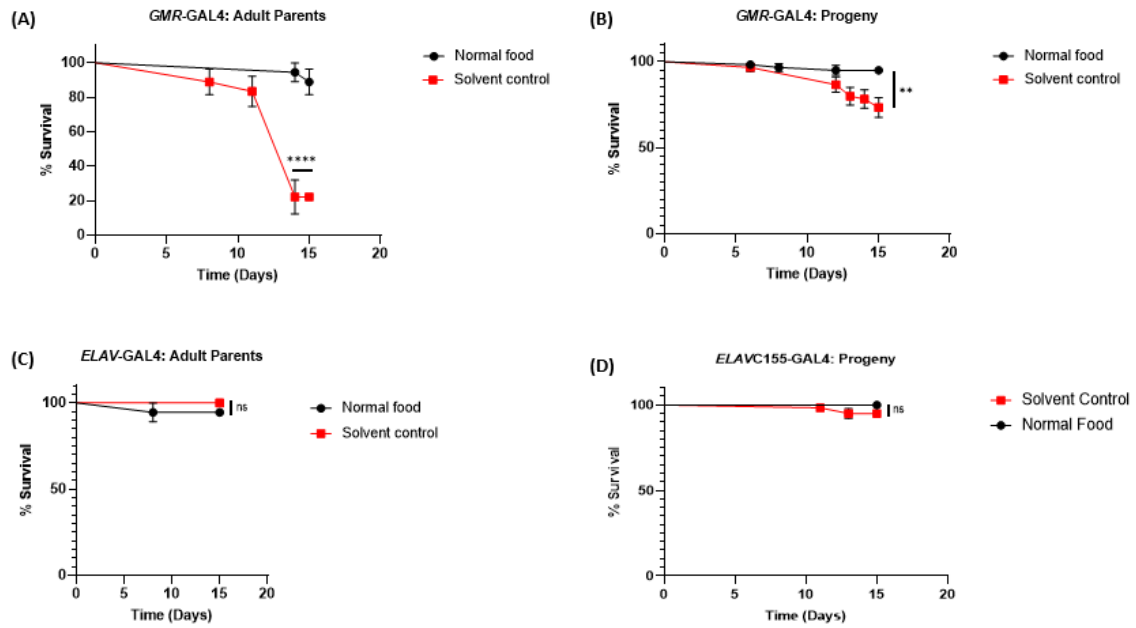 (A)
GMR-GAL4: Adult Parents
100
80
60
40
20
0
% Survival
0 5 10 15 20
Time (Days)
****
Normal food
Solvent control
(B)
GMR-GAL4: Progeny
100
50
0
% Survival
0 5 10 15 20
Time (Days)
**
Normal food
Solvent control
(C)
ELAV-GAL4: Adult Parents
100
50
0
% Survival
0 5 10 15 20
Time (Days)
ns
Normal food
Solvent control
(D)
ELAVC155-GAL4: Progeny
100
50
0
% Survival
0 5 10 15 20
Time (Days)
ns
Solvent Control
Normal Food